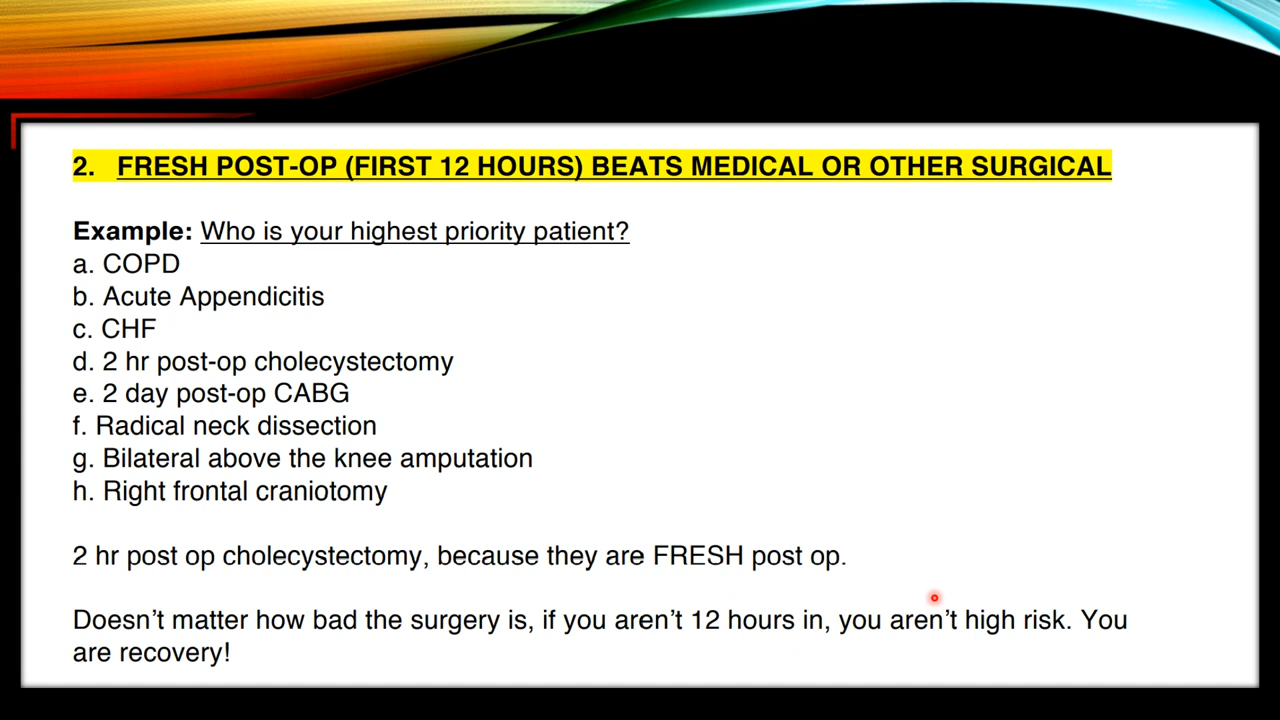 2. FRESH POST-OP (FIRST 12 HOURS) BEATS MEDICAL OR OTHER SURGICAL
Example: Who is your highest priority patient?
a. COPD
b. Acute Appendicitis
c. CHF
d. 2 hr post-op cholecystectomy
e. 2 day post-op CABG
f. Radical neck dissection
g. Bilateral above the knee amputation
h. Right frontal craniotomy
2 hr post op cholecystectomy, because they are FRESH post op.
Doesn’t matter how bad the surgery is, if you aren’t 12 hours in, you aren’t high risk. You
are recovery!